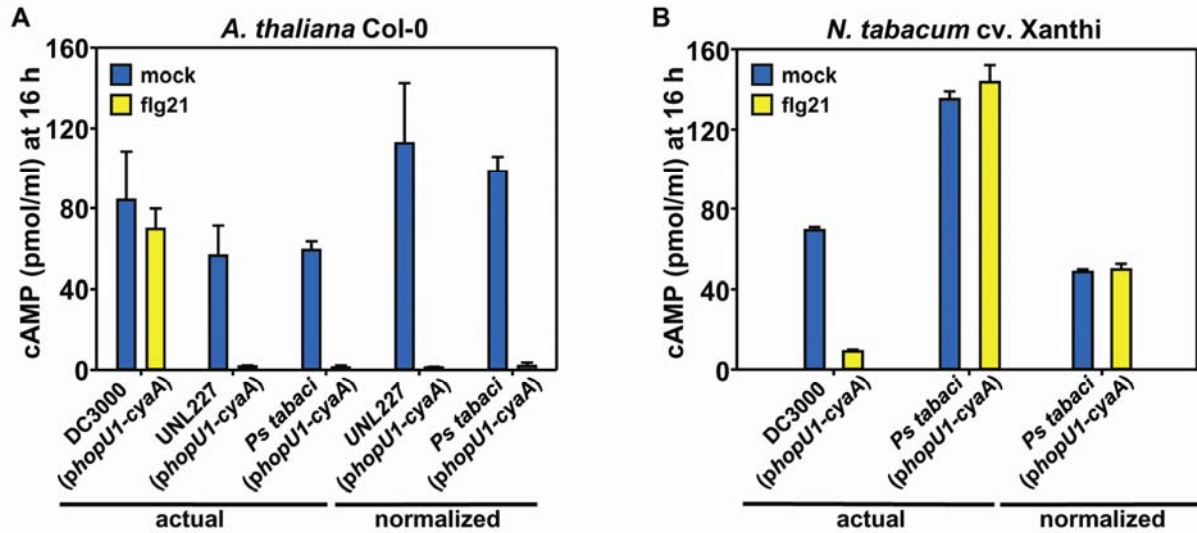 A
A. thaliana Col-0
cAMP (pmol/ml) at 16 h
160
120
80
40
0
mock
flg21
DC3000
(phopU1-cyaA)
UNL227
(phopU1-cyaA)
Ps tabaci
(phopU1-cyaA)
UNL227
(phopU1-cyaA)
Ps tabaci
(phopU1-cyaA)
actual
normalized
B
N. tabacum cv. Xanthi
cAMP (pmol/ml) at 16 h
160
120
80
40
0
mock
flg21
DC3000
(phopU1-cyaA)
Ps tabaci
(phopU1-cyaA)
Ps tabaci
(phopU1-cyaA)
actual
normalized